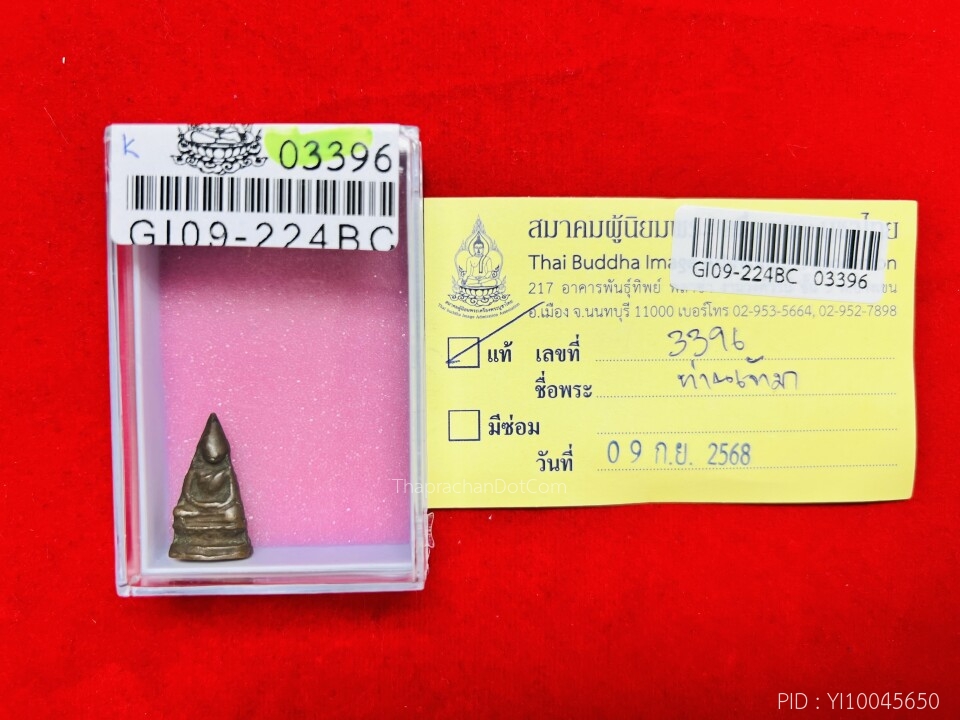 K
03396
GI09-224BC
สมาคมผู้นิยม
Thai Buddha
GI09-224BC 03396
217 อาคารพันธุ์ทิพย์
อ.เมือง จ.นนทบุรี 11000 เบอร์โทร 02-953-5664, 02-952-7898
แท้ เลขที่ 3396
ชื่อพระ
มีซ่อม
วันที่ 09 ก.ย. 2568
ThaprachanDotCom
PID : YI10045650